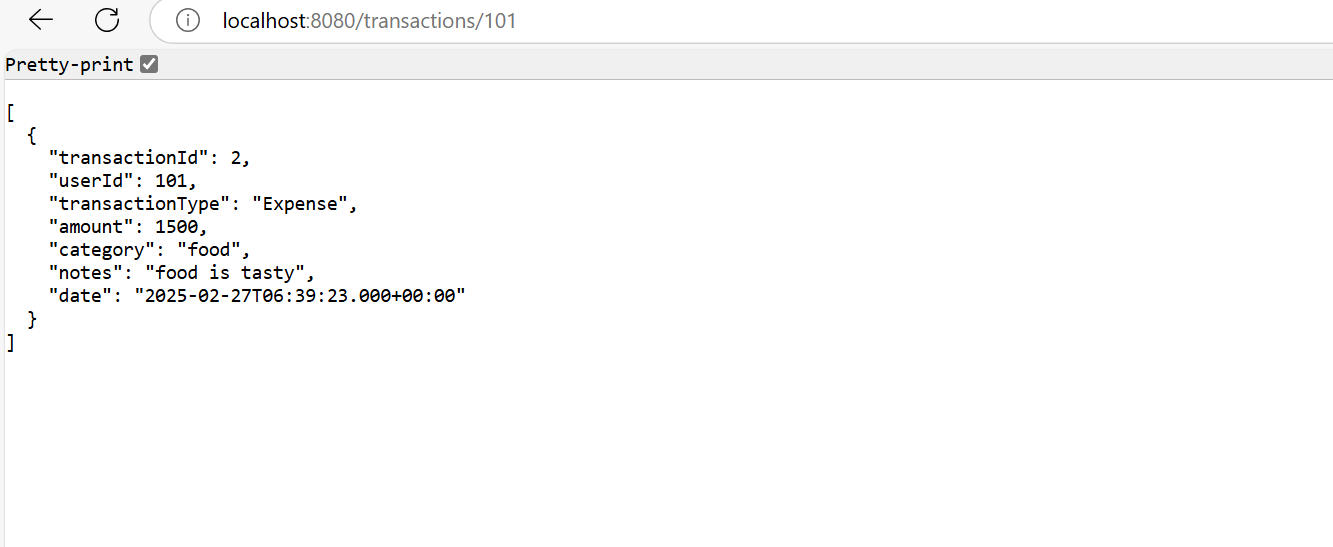 localhost:8080/transactions/101
Pretty-print
[
  {
    "transactionId": 2,
    "userId": 101,
    "transactionType": "Expense",
    "amount": 1500,
    "category": "food",
    "notes": "food is tasty",
    "date": "2025-02-27T06:39:23.000+00:00"
  }
]